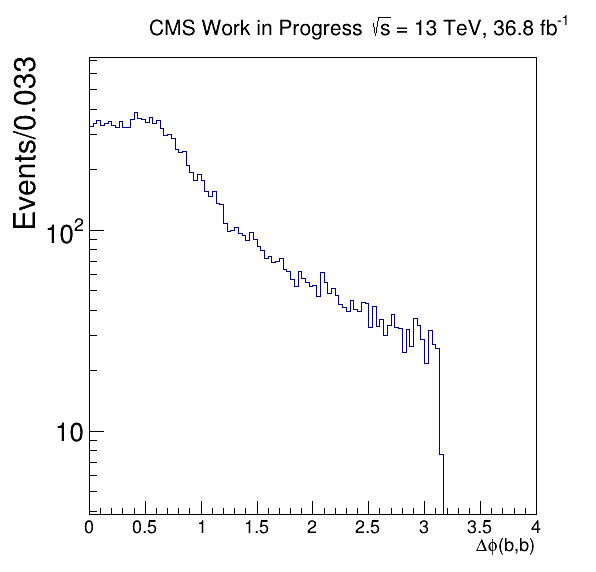 CMS Work in Progress √s = 13 TeV, 36.8 fb⁻¹
Events/0.033
10²
10
0 0.5 1 1.5 2 2.5 3 3.5 4
Δϕ(b,b)